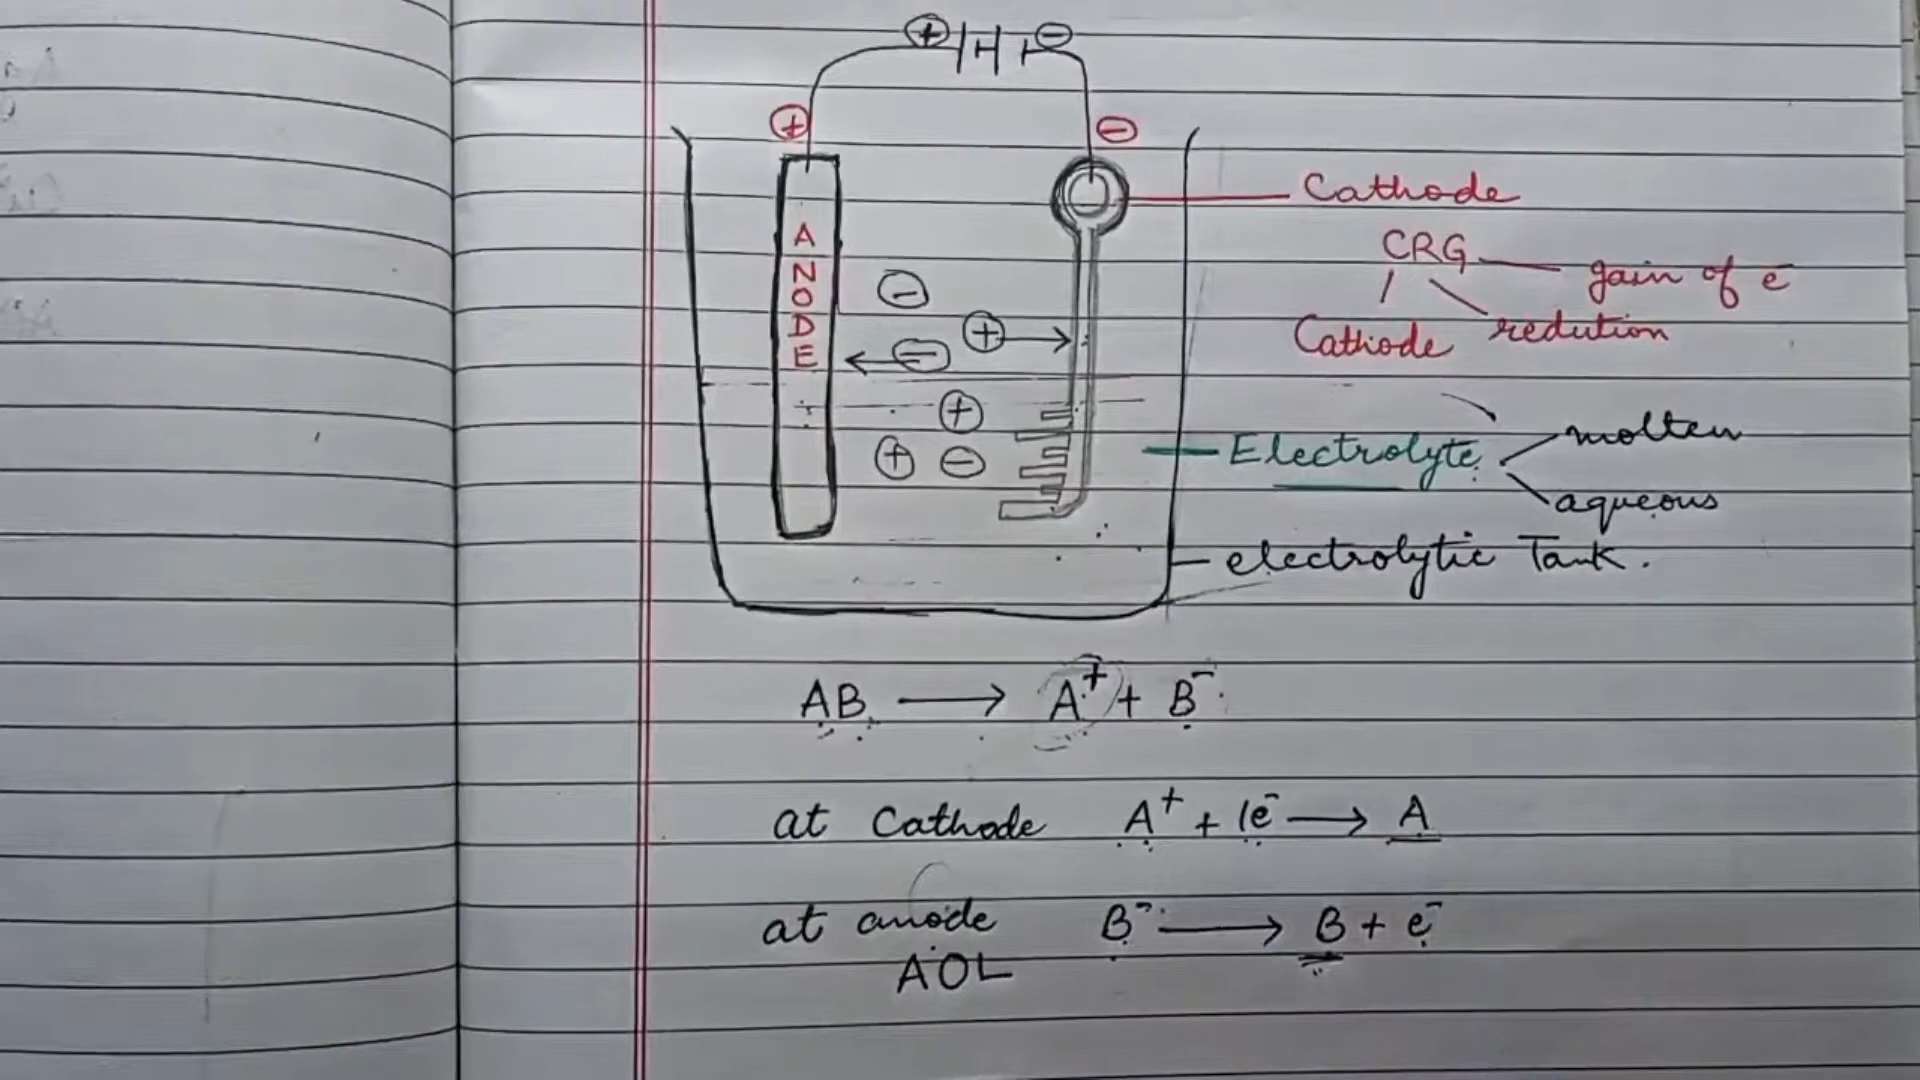 ⊕ ⊖
⊕ ⊖
Cathode
ANODE
CRG — gain of e
Cathode redution
⊖
⊕
⊖
⊕
⊕ ⊖
Electrolyte
molten
aqueous
electrolytic Tank.
AB → A⁺ + B⁻
at Cathode A⁺ + 1e⁻ → A
at anode B⁻ → B + e⁻
AOL